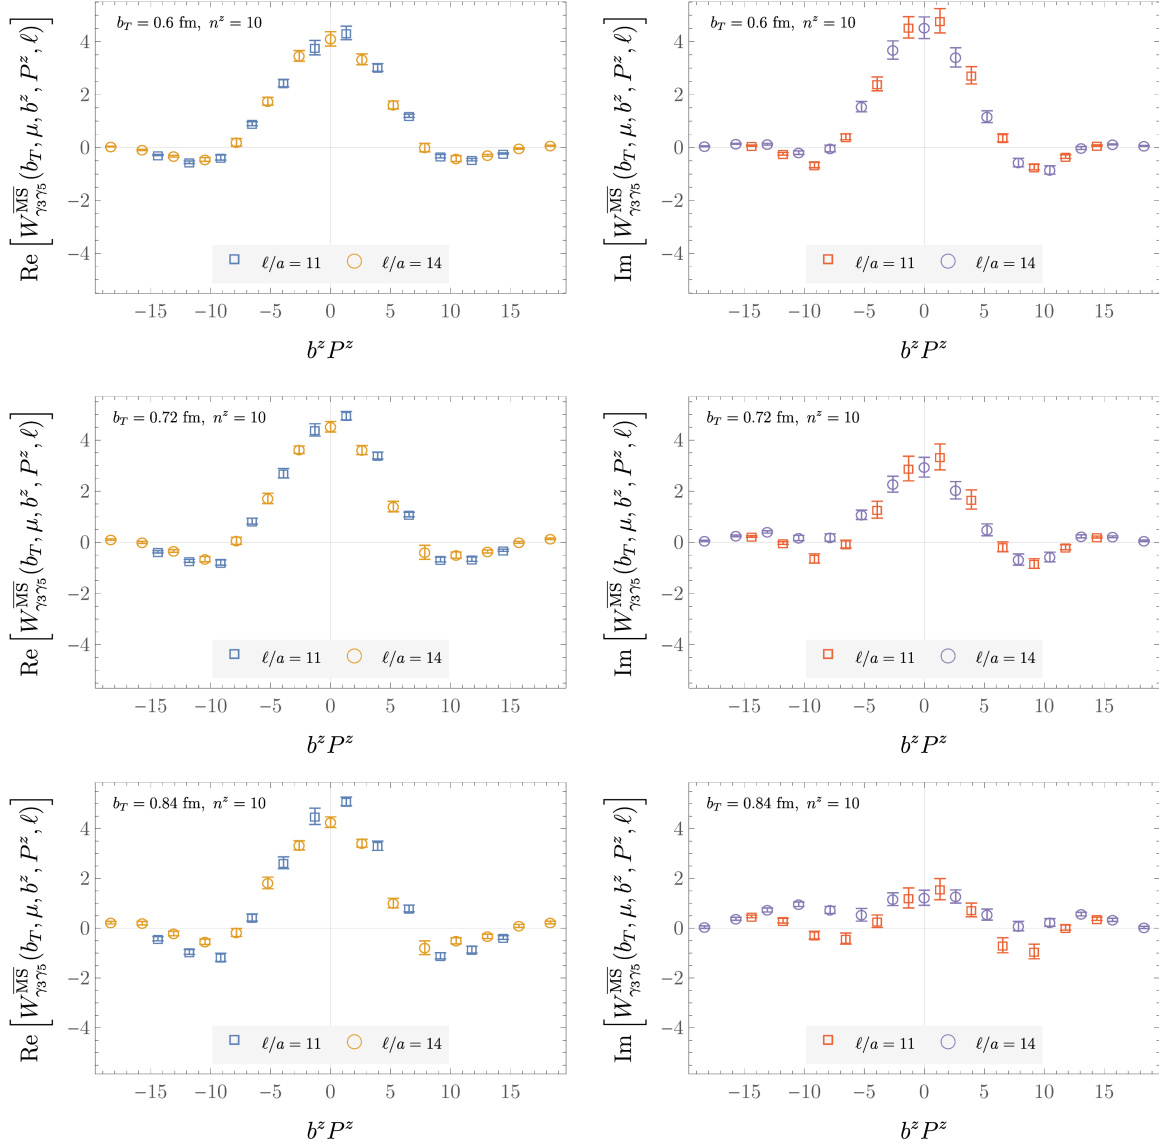 b_T = 0.6 fm, n^z = 10
Re [W^{\overline{MS}}_{γ3γ5}(b_T, μ, b^z, P^z, ℓ)]
4
2
0
−2
−4
ℓ/a = 11 ℓ/a = 14
−15 −10 −5 0 5 10 15
b^z P^z
b_T = 0.6 fm, n^z = 10
Im [W^{\overline{MS}}_{γ3γ5}(b_T, μ, b^z, P^z, ℓ)]
4
2
0
−2
−4
ℓ/a = 11 ℓ/a = 14
−15 −10 −5 0 5 10 15
b^z P^z
b_T = 0.72 fm, n^z = 10
Re [W^{\overline{MS}}_{γ3γ5}(b_T, μ, b^z, P^z, ℓ)]
4
2
0
−2
−4
ℓ/a = 11 ℓ/a = 14
−15 −10 −5 0 5 10 15
b^z P^z
b_T = 0.72 fm, n^z = 10
Im [W^{\overline{MS}}_{γ3γ5}(b_T, μ, b^z, P^z, ℓ)]
4
2
0
−2
−4
ℓ/a = 11 ℓ/a = 14
−15 −10 −5 0 5 10 15
b^z P^z
b_T = 0.84 fm, n^z = 10
Re [W^{\overline{MS}}_{γ3γ5}(b_T, μ, b^z, P^z, ℓ)]
4
2
0
−2
−4
ℓ/a = 11 ℓ/a = 14
−15 −10 −5 0 5 10 15
b^z P^z
b_T = 0.84 fm, n^z = 10
Im [W^{\overline{MS}}_{γ3γ5}(b_T, μ, b^z, P^z, ℓ)]
4
2
0
−2
−4
ℓ/a = 11 ℓ/a = 14
−15 −10 −5 0 5 10 15
b^z P^z